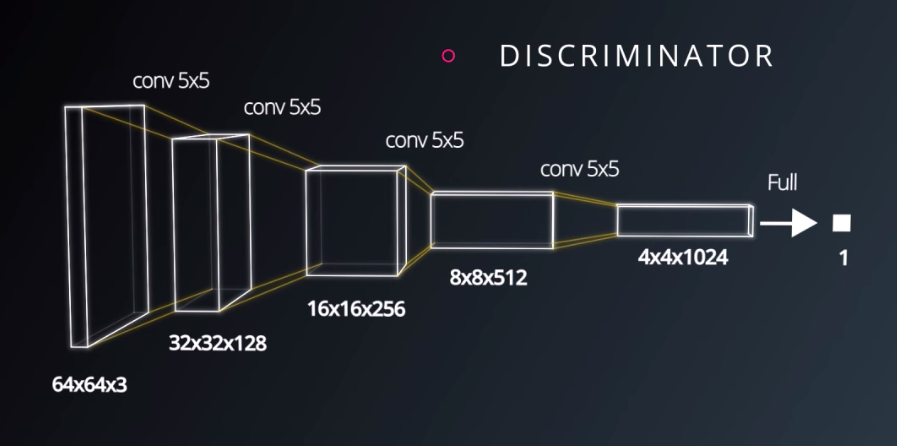 DISCRIMINATOR
conv 5x5
conv 5x5
conv 5x5
conv 5x5
Full
64x64x3
32x32x128
16x16x256
8x8x512
4x4x1024
1